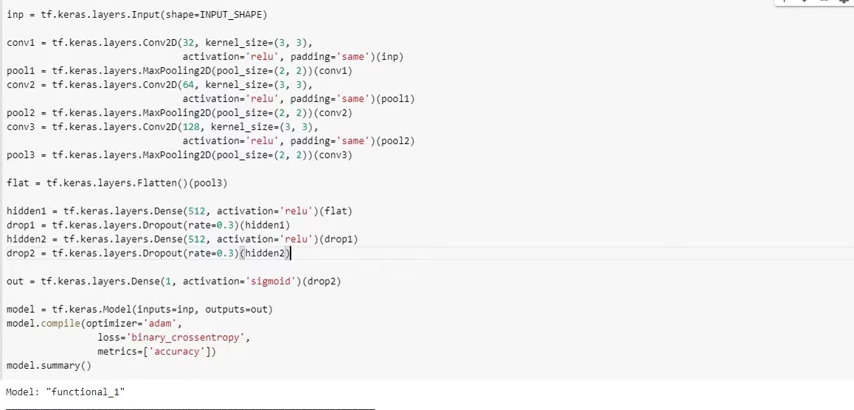 inp = tf.keras.layers.Input(shape=INPUT_SHAPE)
conv1 = tf.keras.layers.Conv2D(32, kernel_size=(3, 3),
activation='relu', padding='same')(inp)
pool1 = tf.keras.layers.MaxPooling2D(pool_size=(2, 2))(conv1)
conv2 = tf.keras.layers.Conv2D(64, kernel_size=(3, 3),
activation='relu', padding='same')(pool1)
pool2 = tf.keras.layers.MaxPooling2D(pool_size=(2, 2))(conv2)
conv3 = tf.keras.layers.Conv2D(128, kernel_size=(3, 3),
activation='relu', padding='same')(pool2)
pool3 = tf.keras.layers.MaxPooling2D(pool_size=(2, 2))(conv3)
flat = tf.keras.layers.Flatten()(pool3)
hidden1 = tf.keras.layers.Dense(512, activation='relu')(flat)
drop1 = tf.keras.layers.Dropout(rate=0.3)(hidden1)
hidden2 = tf.keras.layers.Dense(512, activation='relu')(drop1)
drop2 = tf.keras.layers.Dropout(rate=0.3)(hidden2)
out = tf.keras.layers.Dense(1, activation='sigmoid')(drop2)
model = tf.keras.Model(inputs=inp, outputs=out)
model.compile(optimizer='adam',
loss='binary_crossentropy',
metrics=['accuracy'])
model.summary()
Model: "functional_1"